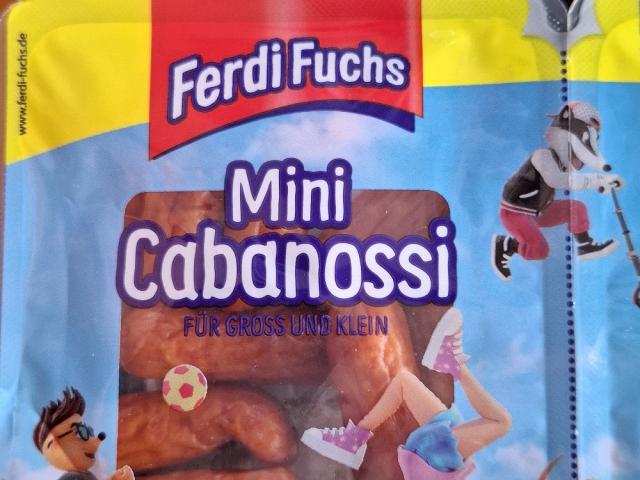 www.ferdi-fuchs.de
Ferdi Fuchs
Mini
Cabanossi
FÜR GROSS UND KLEIN